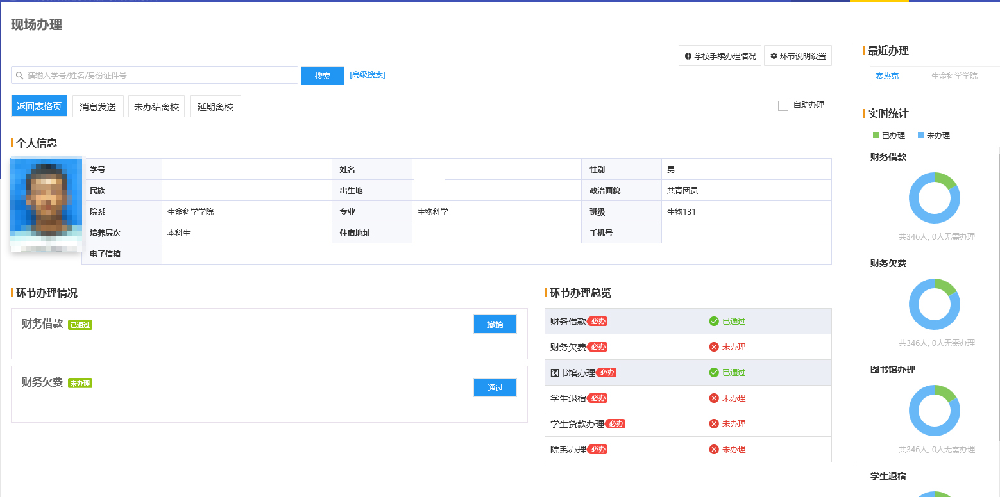 现场办理
学校手续办理情况 环节说明设置
请输入学号/姓名/身份证件号 搜索 [高级搜索]
返回表格页 消息发送 未办结离校 延期离校 自助办理
个人信息
学号 姓名 性别 男
民族 出生地 政治面貌 共青团员
院系 生命科学学院 专业 生物科学 班级 生物131
培养层次 本科生 住宿地址 手机号
电子信箱
环节办理情况
财务借款 已通过 撤销
财务欠费 未办理 通过
环节办理总览
财务借款 必办 已通过
财务欠费 必办 未办理
图书馆办理 必办 已通过
学生退宿 必办 未办理
学生贷款办理 必办 未办理
院系办理 必办 未办理
最近办理
赛热克 生命科学学院
实时统计
已办理 未办理
财务借款
共346人, 0人无需办理
财务欠费
共346人, 0人无需办理
图书馆办理
共346人, 0人无需办理
学生退宿